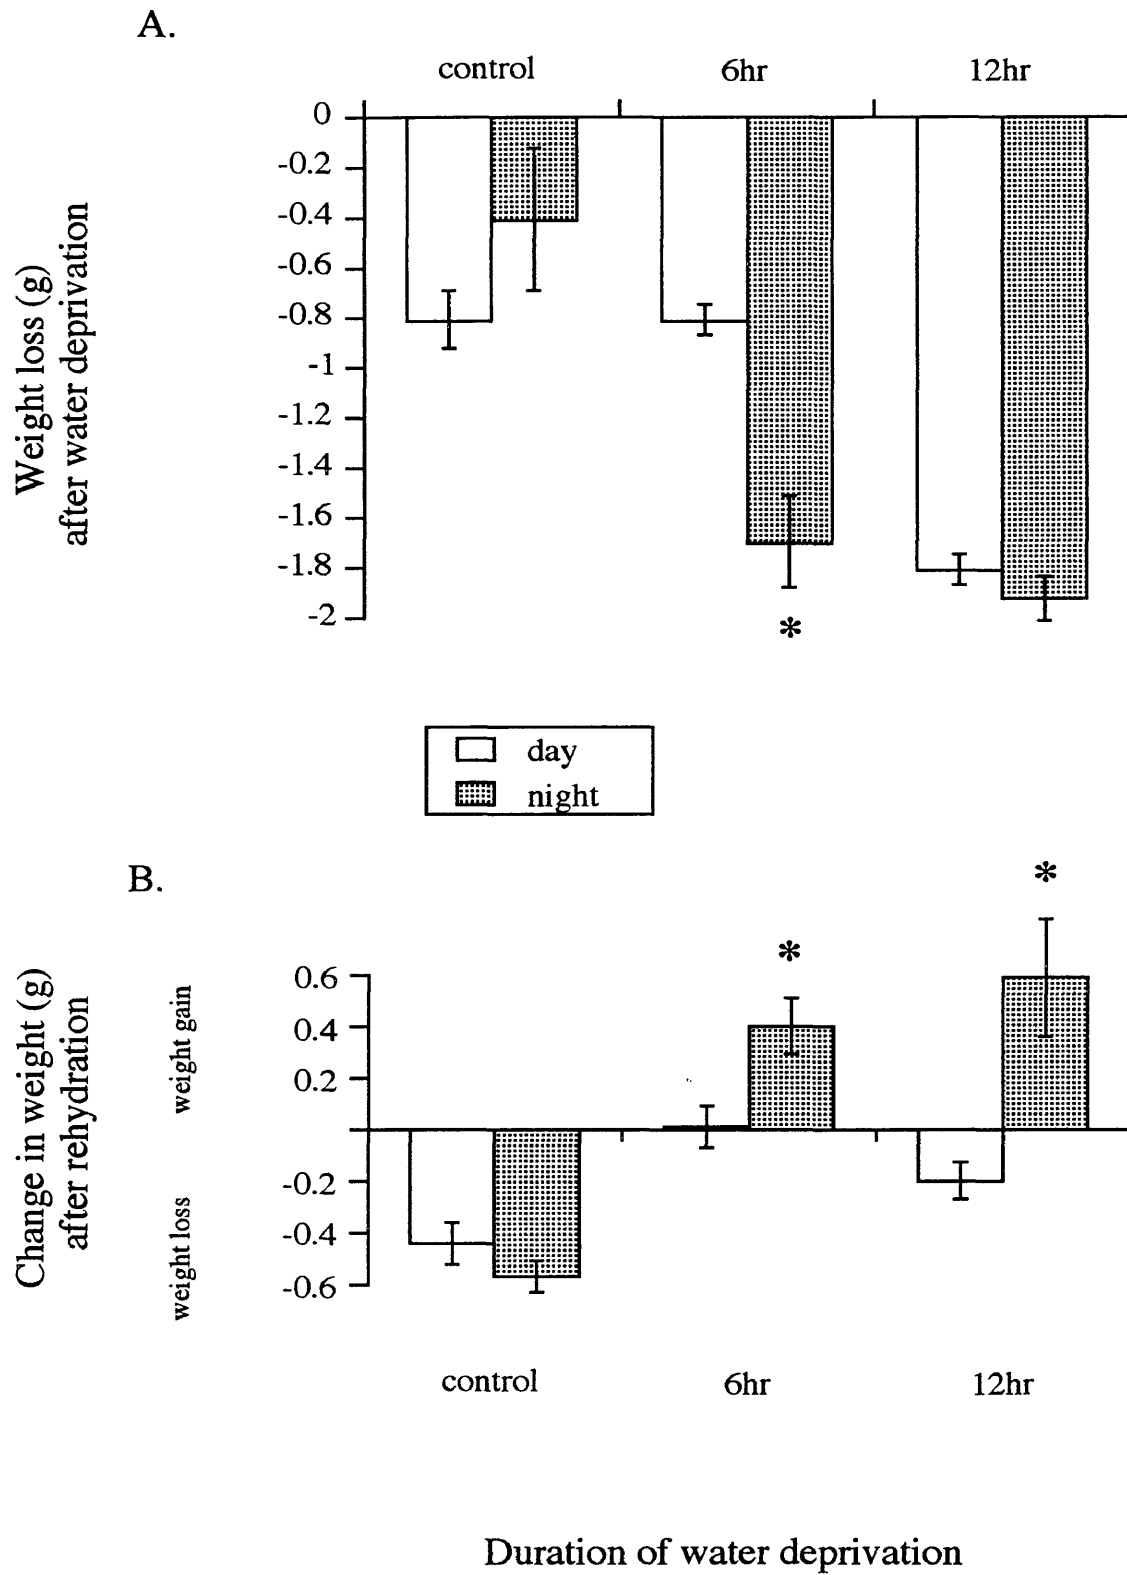 A.
control 6hr 12hr
0
-0.2
-0.4
-0.6
-0.8
-1
-1.2
-1.4
-1.6
-1.8
-2
Weight loss (g)
after water deprivation
*
day
night
B.
*
*
0.6
0.4
0.2
-0.2
-0.4
-0.6
weight gain
weight loss
Change in weight (g)
after rehydration
control 6hr 12hr
Duration of water deprivation